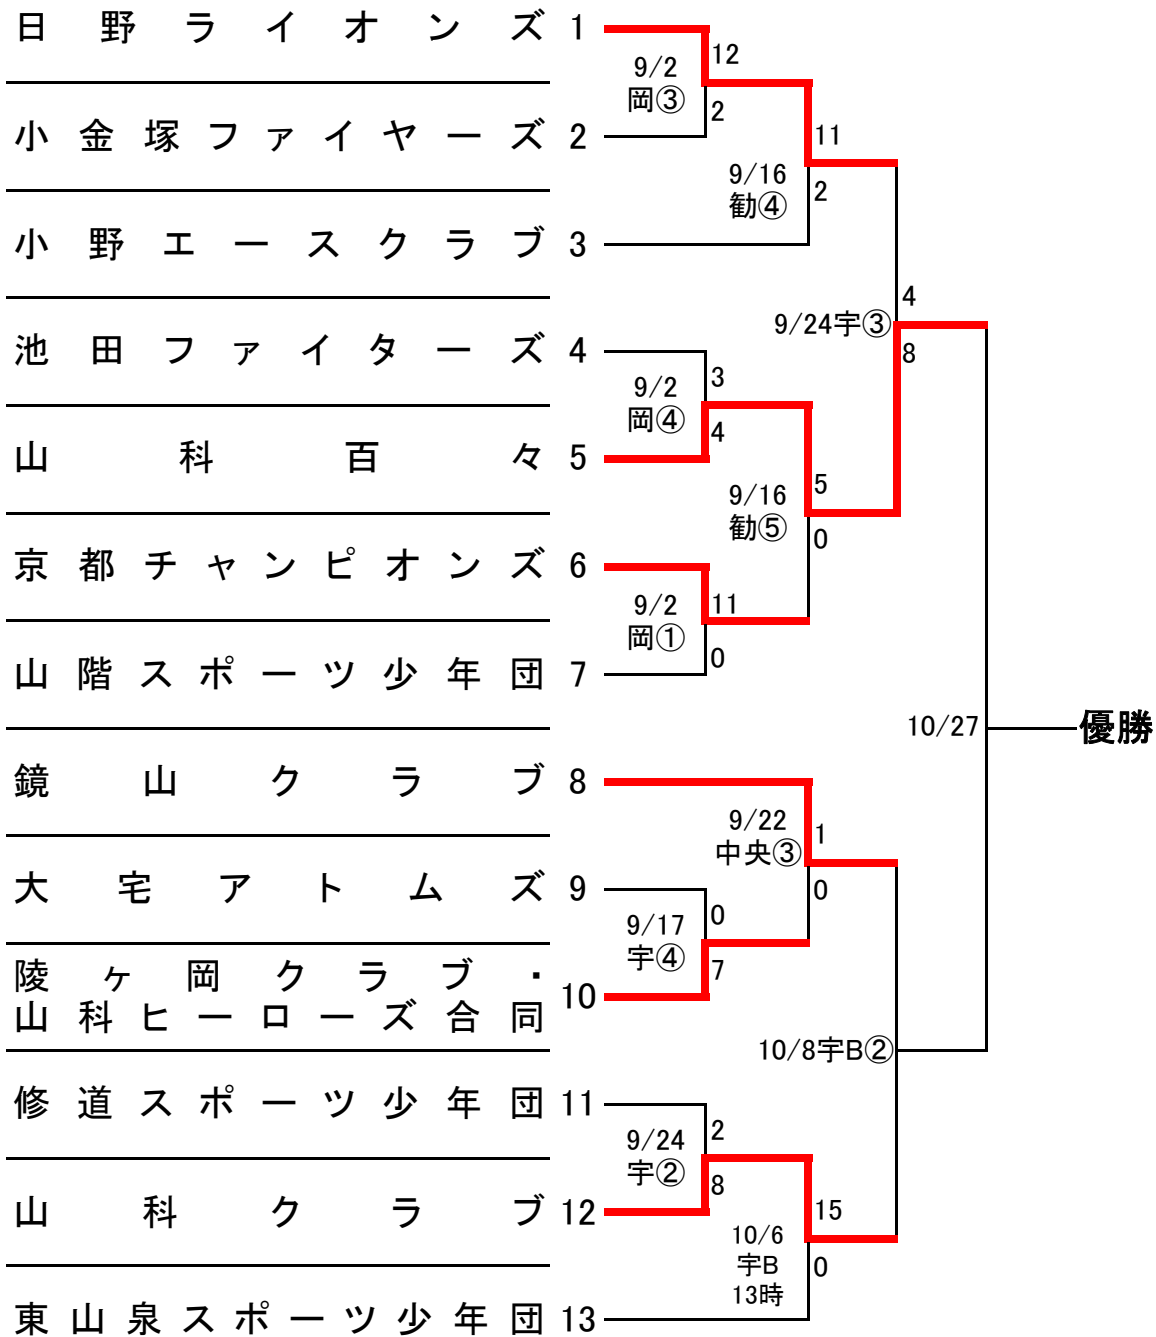 日野ライオンズ 1
12
9/2
岡③
2
小金塚ファイヤーズ 2
11
9/16
勧④
2
小野エースクラブ 3
4
9/24宇③
8
池田ファイターズ 4
3
9/2
岡④
4
山科百々 5
5
9/16
勧⑤
0
京都チャンピオンズ 6
11
9/2
岡①
0
山階スポーツ少年団 7
10/27
優勝
鏡山クラブ 8
9/22
1
中央③
0
大宅アトムズ 9
0
9/17
宇④
7
陵ヶ岡クラブ・
山科ヒーローズ合同
10
10/8宇B②
修道スポーツ少年団 11
2
9/24
宇②
8
山科クラブ 12
15
10/6
宇B
13時
0
東山泉スポーツ少年団 13